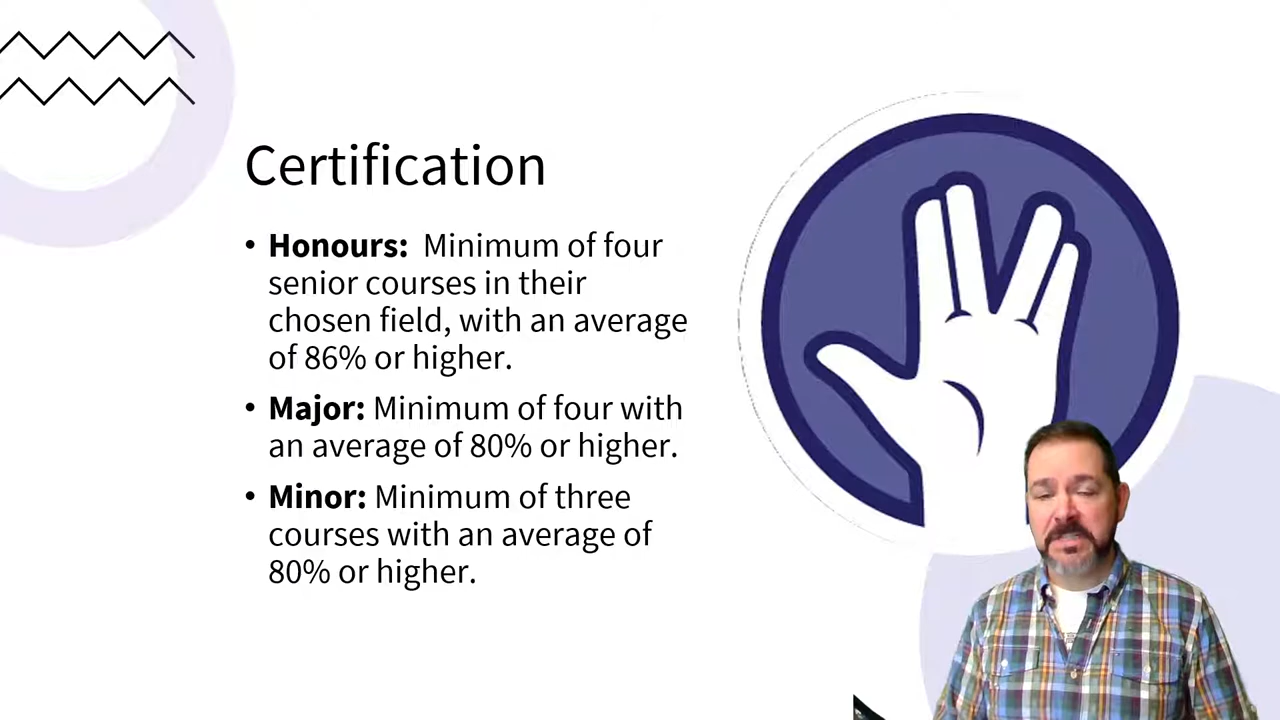 Certification
• Honours: Minimum of four
senior courses in their
chosen field, with an average
of 86% or higher.
• Major: Minimum of four with
an average of 80% or higher.
• Minor: Minimum of three
courses with an average of
80% or higher.